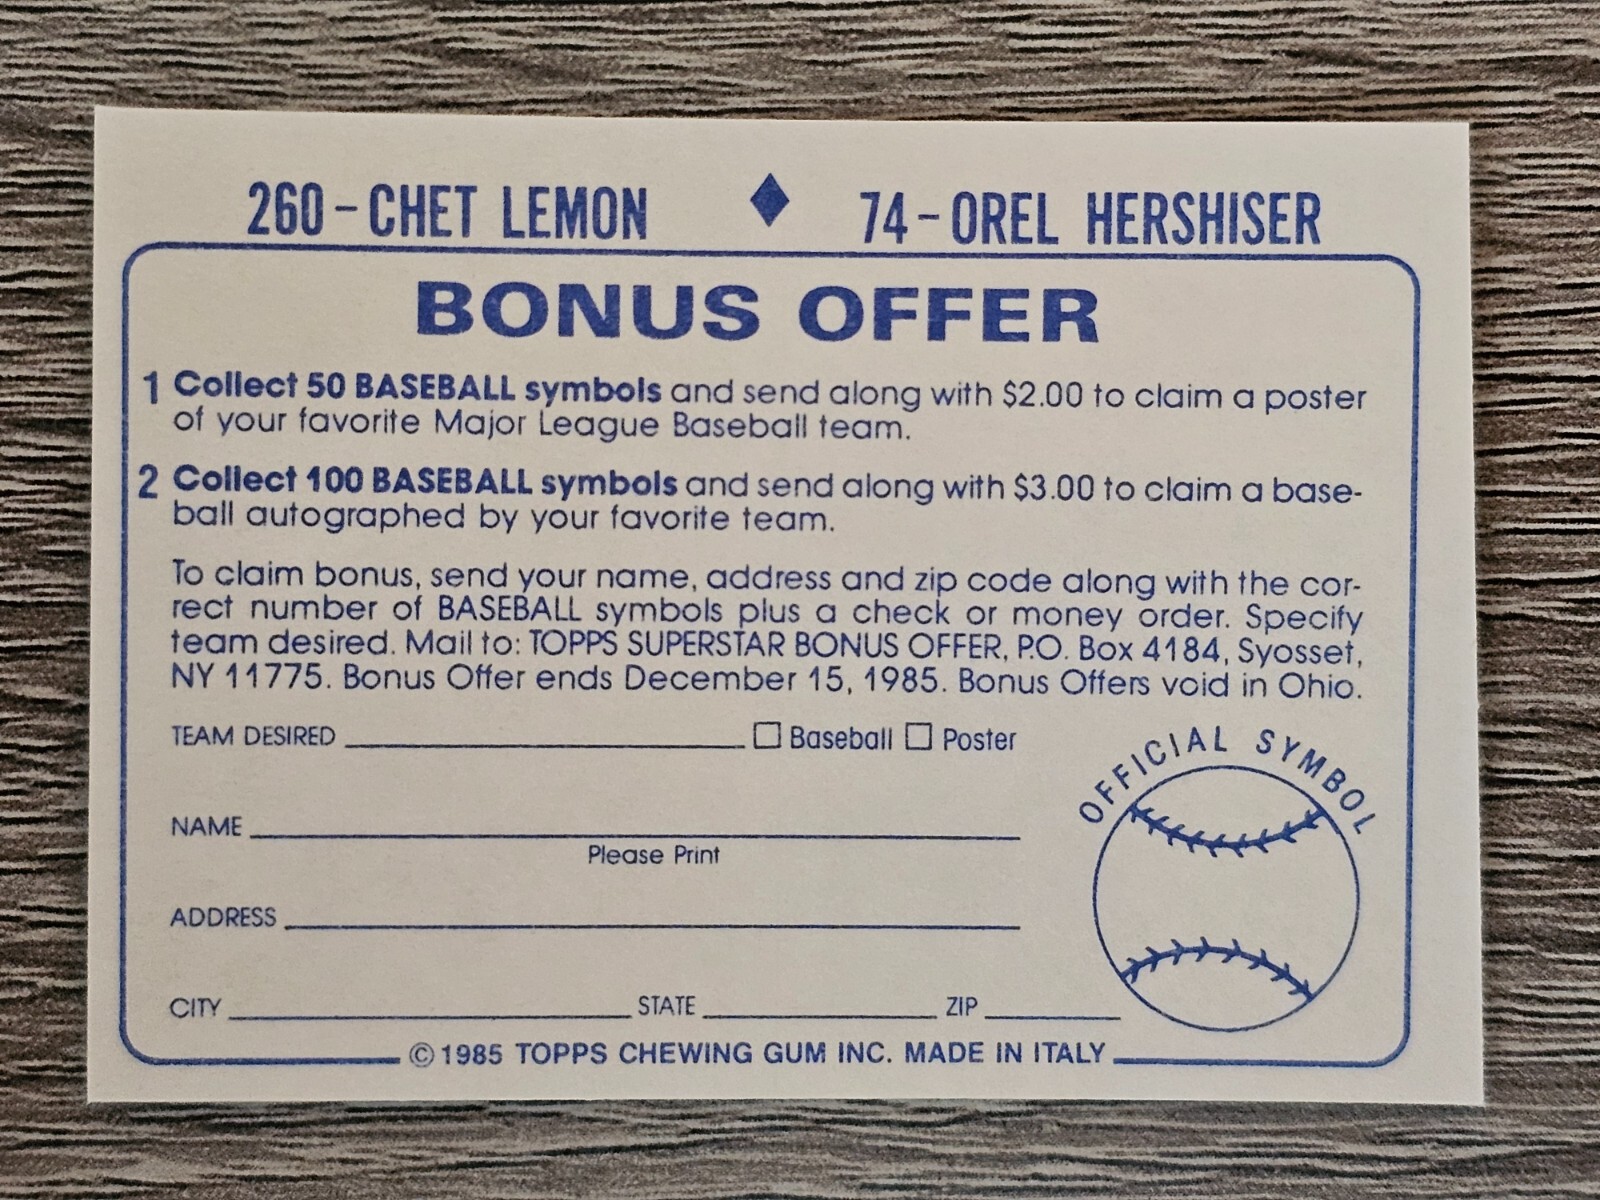 260-CHET LEMON ♦ 74-OREL HERSHISER
BONUS OFFER
1 Collect 50 BASEBALL symbols and send along with $2.00 to claim a poster
of your favorite Major League Baseball team.
2 Collect 100 BASEBALL symbols and send along with $3.00 to claim a base-
ball autographed by your favorite team.
To claim bonus, send your name, address and zip code along with the cor-
rect number of BASEBALL symbols plus a check or money order. Specify
team desired. Mail to: TOPPS SUPERSTAR BONUS OFFER, P.O. Box 4184, Syosset,
NY 11775. Bonus Offer ends December 15, 1985. Bonus Offers void in Ohio.
TEAM DESIRED ☐ Baseball ☐ Poster
OFFICIAL SYMBOL
NAME
Please Print
ADDRESS
CITY STATE ZIP
© 1985 TOPPS CHEWING GUM INC. MADE IN ITALY